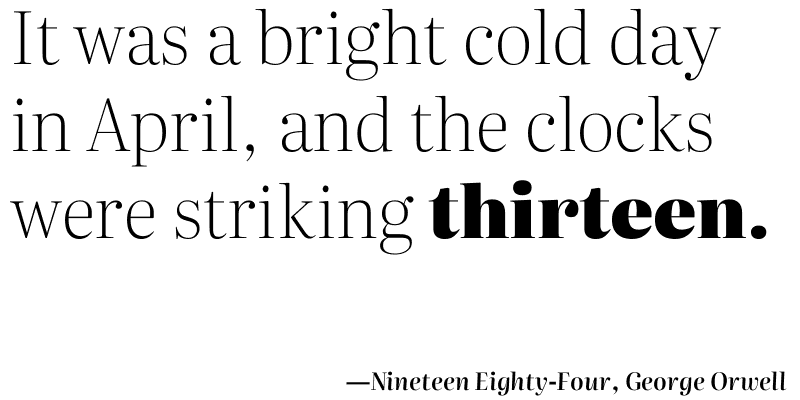 It was a bright cold day
in April, and the clocks
were striking thirteen.
—Nineteen Eighty-Four, George Orwell